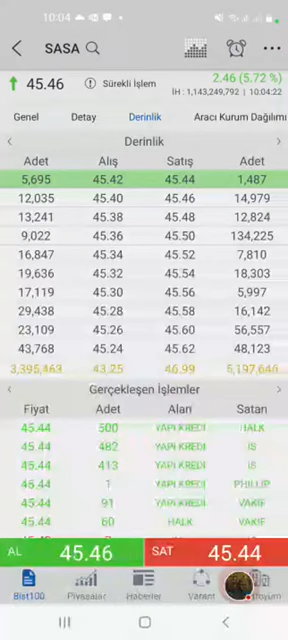 10:04
SASA
45.46 Sürekli İşlem 2.46 (5.72 %)
İH : 1,143,249,792 | 10:04:22
Genel Detay Derinlik Aracı Kurum Dağılımı
Derinlik
Adet Alış Satış Adet
5,695 45.42 45.44 1,487
12,035 45.40 45.46 14,979
13,241 45.38 45.48 12,824
9,022 45.36 45.50 134,225
16,847 45.34 45.52 7,810
19,636 45.32 45.54 18,303
17,119 45.30 45.56 5,997
29,438 45.28 45.58 16,142
23,109 45.26 45.60 56,557
43,768 45.24 45.62 48,123
3,395,463 43.25 46.99 5,197,646
Gerçekleşen İşlemler
Fiyat Adet Alan Satan
45.44 500 YAPI KREDI HALK
45.44 482 YAPI KREDI IS
45.44 413 YAPI KREDI IS
45.44 1 YAPI KREDI PHILLIP
45.44 91 YAPI KREDI VAKIF
45.44 60 HALK VAKIF
AL 45.46 SAT 45.44
Bist100 Piyasalar Haberler Varant